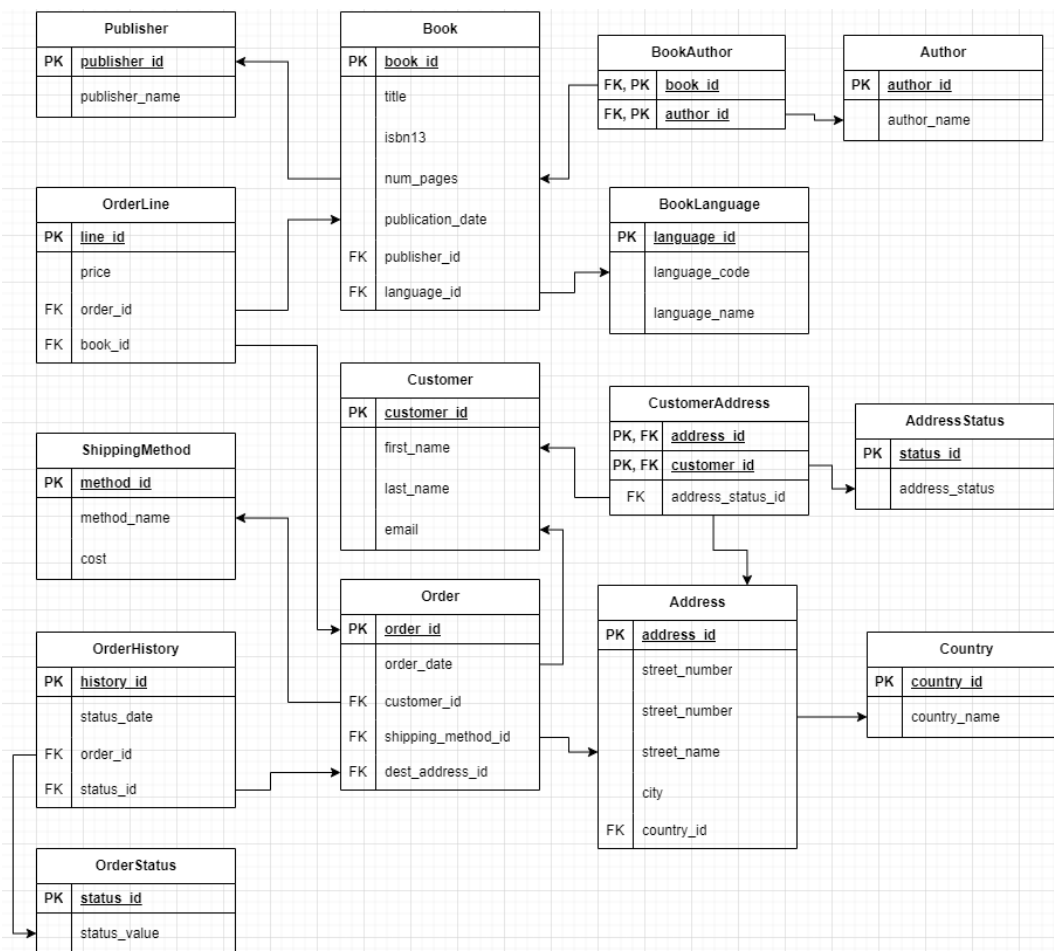 Publisher
PK publisher_id
publisher_name
Book
PK book_id
title
isbn13
num_pages
publication_date
FK publisher_id
FK language_id
BookAuthor
FK, PK book_id
FK, PK author_id
Author
PK author_id
author_name
OrderLine
PK line_id
price
FK order_id
FK book_id
BookLanguage
PK language_id
language_code
language_name
Customer
PK customer_id
first_name
last_name
email
CustomerAddress
PK, FK address_id
PK, FK customer_id
FK address_status_id
AddressStatus
PK status_id
address_status
ShippingMethod
PK method_id
method_name
cost
Order
PK order_id
order_date
FK customer_id
FK shipping_method_id
FK dest_address_id
Address
PK address_id
street_number
street_number
street_name
city
FK country_id
Country
PK country_id
country_name
OrderHistory
PK history_id
status_date
FK order_id
FK status_id
OrderStatus
PK status_id
status_value